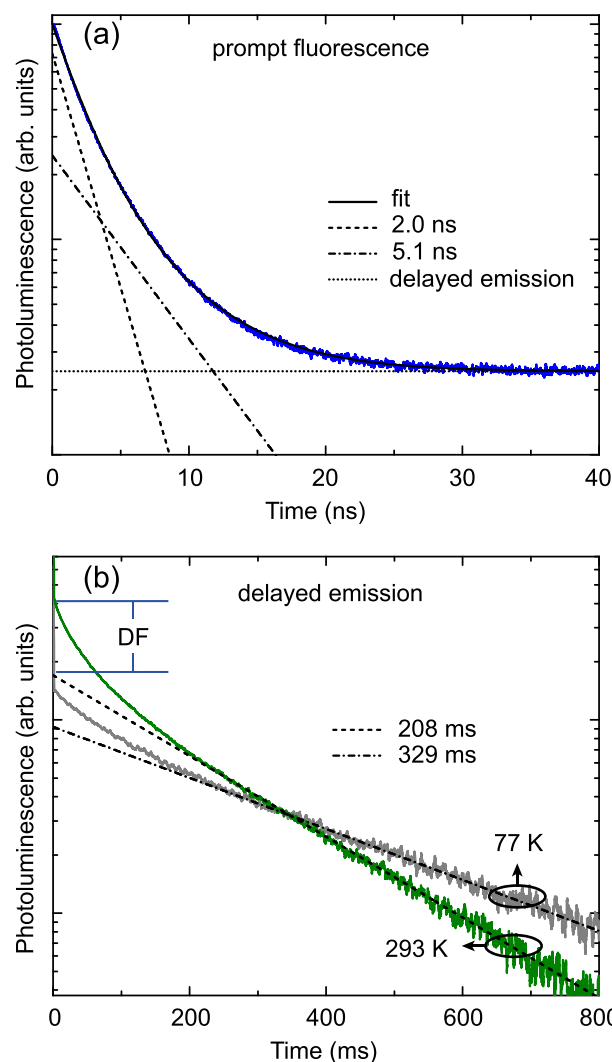 (a)
prompt fluorescence
Photoluminescence (arb. units)
fit
2.0 ns
5.1 ns
delayed emission
0 10 20 30 40
Time (ns)
(b)
delayed emission
Photoluminescence (arb. units)
DF
208 ms
329 ms
77 K
293 K
0 200 400 600 800
Time (ms)